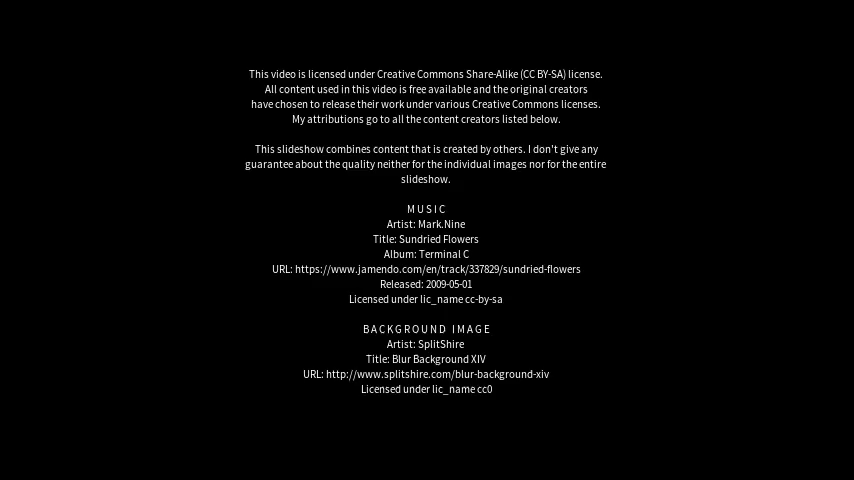 This video is licensed under Creative Commons Share-Alike (CC BY-SA) license.
All content used in this video is free available and the original creators
have chosen to release their work under various Creative Commons licenses.
My attributions go to all the content creators listed below.
This slideshow combines content that is created by others. I don't give any
guarantee about the quality neither for the individual images nor for the entire
slideshow.
MUSIC
Artist: Mark.Nine
Title: Sundried Flowers
Album: Terminal C
URL: https://www.jamendo.com/en/track/337829/sundried-flowers
Released: 2009-05-01
Licensed under lic_name cc-by-sa
BACKGROUND IMAGE
Artist: SplitShire
Title: Blur Background XIV
URL: http://www.splitshire.com/blur-background-xiv
Licensed under lic_name cc0